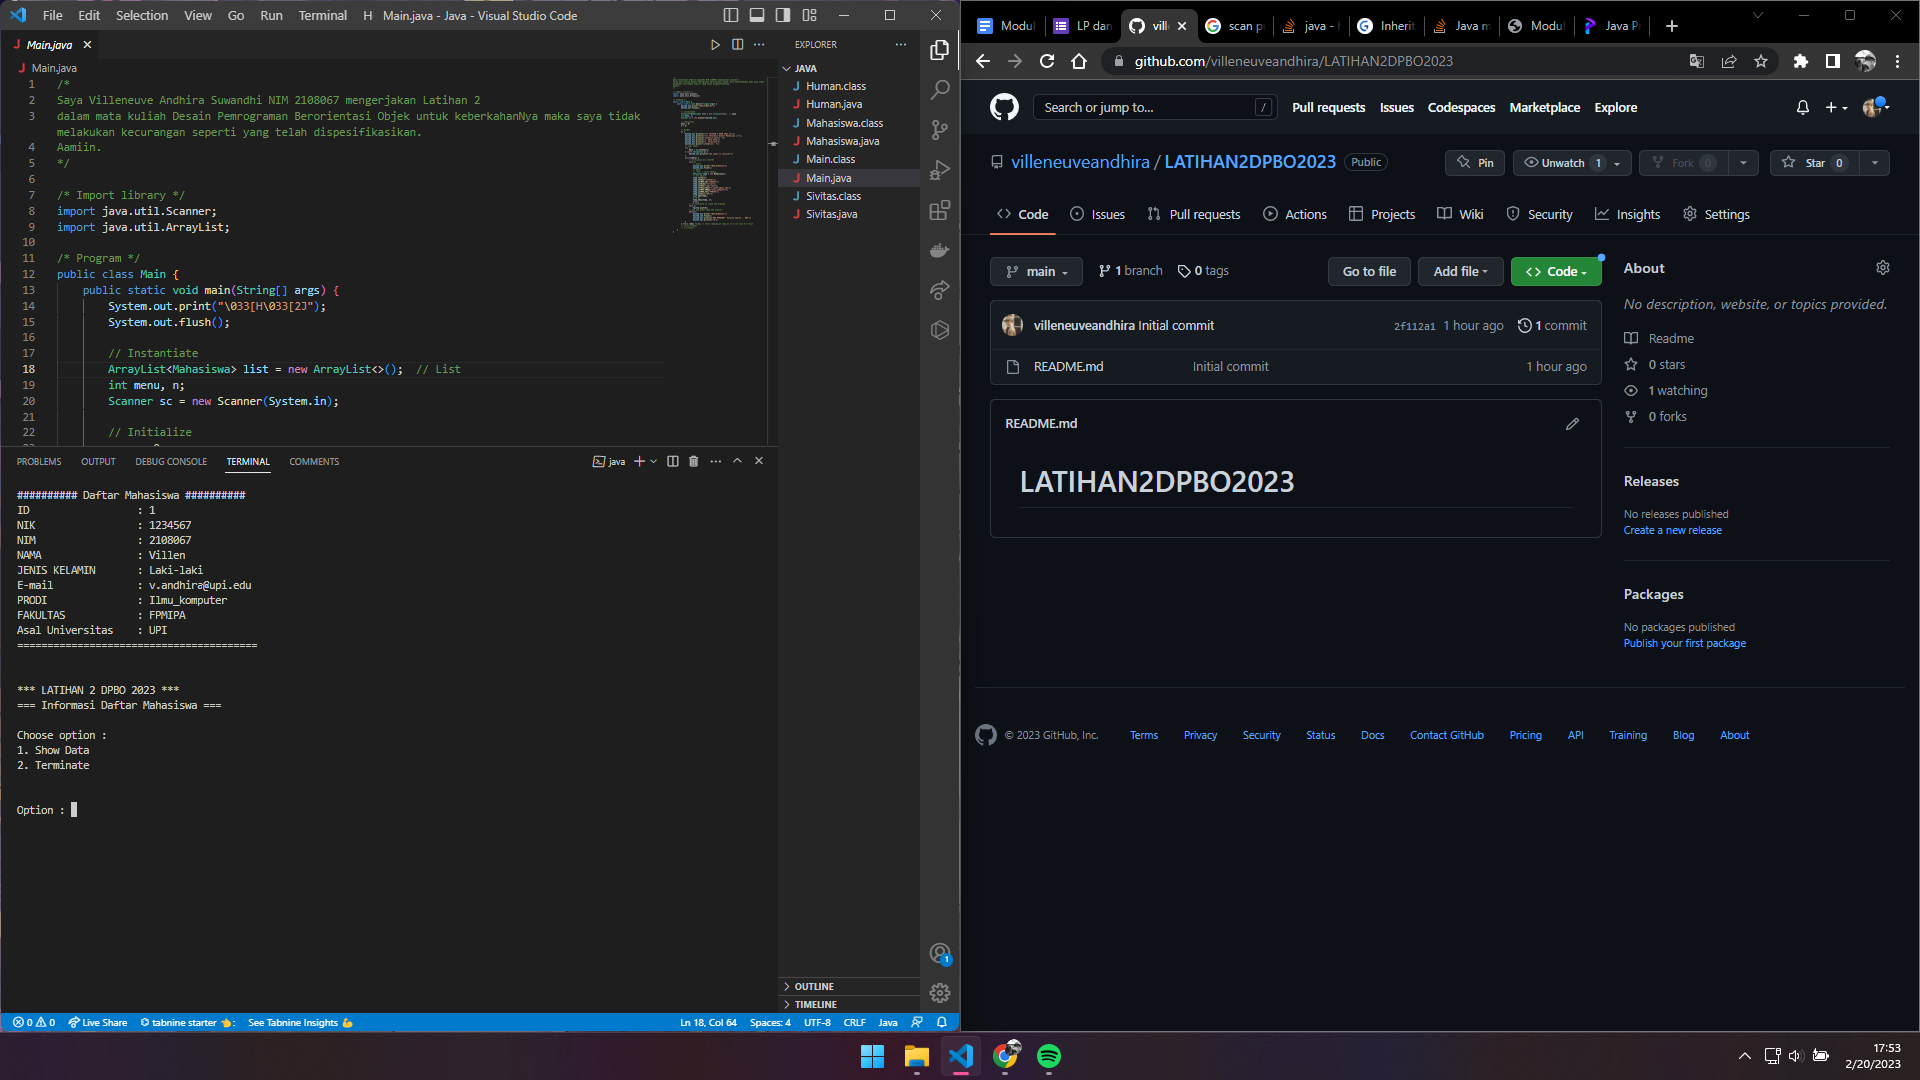 File Edit Selection View Go Run Terminal H Main.java - Java - Visual Studio Code
Main.java
Main.java
1 /*
2 Saya Villeneuve Andhira Suwandhi NIM 2108067 mengerjakan Latihan 2
3 dalam mata kuliah Desain Pemrograman Berorientasi Objek untuk keberkahanNya maka saya tidak
melakukan kecurangan seperti yang telah dispesifikasikan.
4 Aamiin.
5 */
6
7 /* Import library */
8 import java.util.Scanner;
9 import java.util.ArrayList;
10
11 /* Program */
12 public class Main {
13 public static void main(String[] args) {
14 System.out.print("\033[H\033[2J");
15 System.out.flush();
16
17 // Instantiate
18 ArrayList<Mahasiswa> list = new ArrayList<>(); // List
19 int menu, n;
20 Scanner sc = new Scanner(System.in);
21
22 // Initialize
EXPLORER
JAVA
Human.class
Human.java
Mahasiswa.class
Mahasiswa.java
Main.class
Main.java
Sivitas.class
Sivitas.java
OUTLINE
TIMELINE
PROBLEMS OUTPUT DEBUG CONSOLE TERMINAL COMMENTS
java
########## Daftar Mahasiswa ##########
ID : 1
NIK : 1234567
NIM : 2108067
NAMA : Villen
JENIS KELAMIN : Laki-laki
E-mail : v.andhira@upi.edu
PRODI : Ilmu_komputer
FAKULTAS : FPMIPA
Asal Universitas : UPI
========================================
*** LATIHAN 2 DPBO 2023 ***
=== Informasi Daftar Mahasiswa ===
Choose option :
1. Show Data
2. Terminate
Option :
1
0 0 Live Share tabnine starter : See Tabnine Insights
Ln 18, Col 64 Spaces: 4 UTF-8 CRLF Java
Modul LP dan vill scan p java - Inherit Java m Modul Java P
github.com/villeneuveandhira/LATIHAN2DPBO2023
Search or jump to... / Pull requests Issues Codespaces Marketplace Explore
villeneuveandhira / LATIHAN2DPBO2023 Public
Pin Unwatch 1 Fork 0 Star 0
Code Issues Pull requests Actions Projects Wiki Security Insights Settings
main 1 branch 0 tags
Go to file Add file Code
villeneuveandhira Initial commit 2f112a1 1 hour ago 1 commit
README.md Initial commit 1 hour ago
README.md
LATIHAN2DPBO2023
About
No description, website, or topics provided.
Readme
0 stars
1 watching
0 forks
Releases
No releases published
Create a new release
Packages
No packages published
Publish your first package
© 2023 GitHub, Inc. Terms Privacy Security Status Docs Contact GitHub Pricing API Training Blog About
17:53
2/20/2023